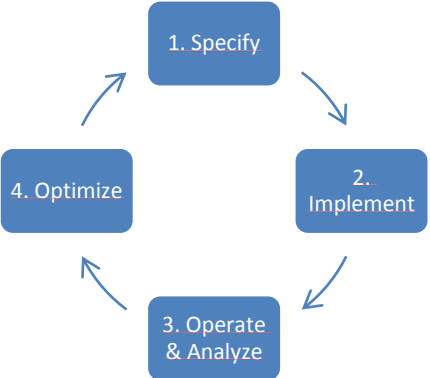 1. Specify
2.
Implement
3. Operate
& Analyze
4. Optimize